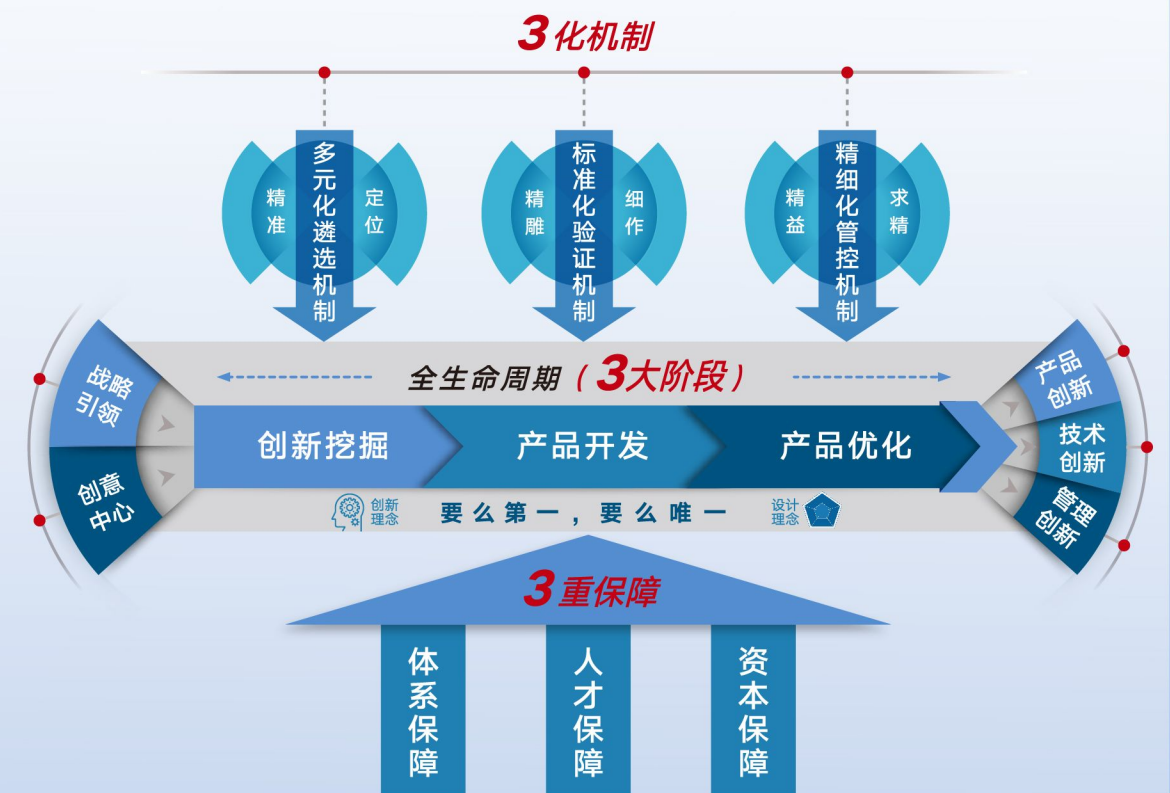 3化机制
精准
多元化遴选机制
定位
精雕
标准化验证机制
细作
精益
精细化管控机制
求精
全生命周期（3大阶段）
战略
引领
创意
中心
创新挖掘
产品开发
产品优化
产品
创新
技术
创新
管理
创新
创新
理念
要么第一，要么唯一
设计
理念
3重保障
体系保障
人才保障
资本保障